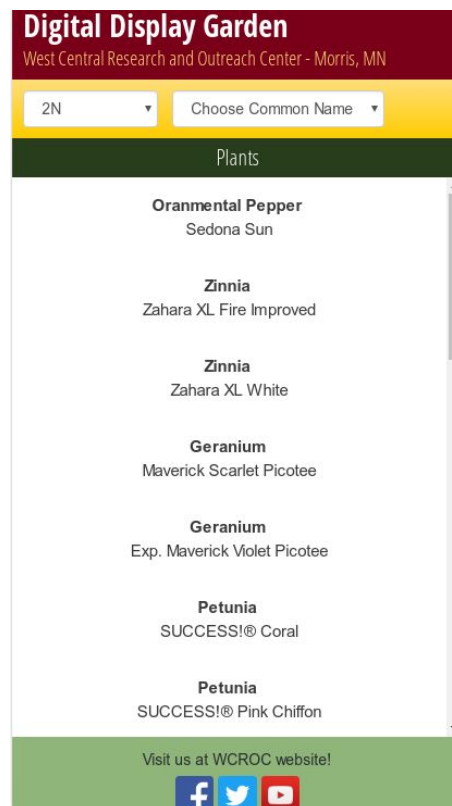 Digital Display Garden
West Central Research and Outreach Center - Morris, MN
2N Choose Common Name
Plants
Oranmental Pepper
Sedona Sun
Zinnia
Zahara XL Fire Improved
Zinnia
Zahara XL White
Geranium
Maverick Scarlet Picotee
Geranium
Exp. Maverick Violet Picotee
Petunia
SUCCESS!® Coral
Petunia
SUCCESS!® Pink Chiffon
Visit us at WCROC website!